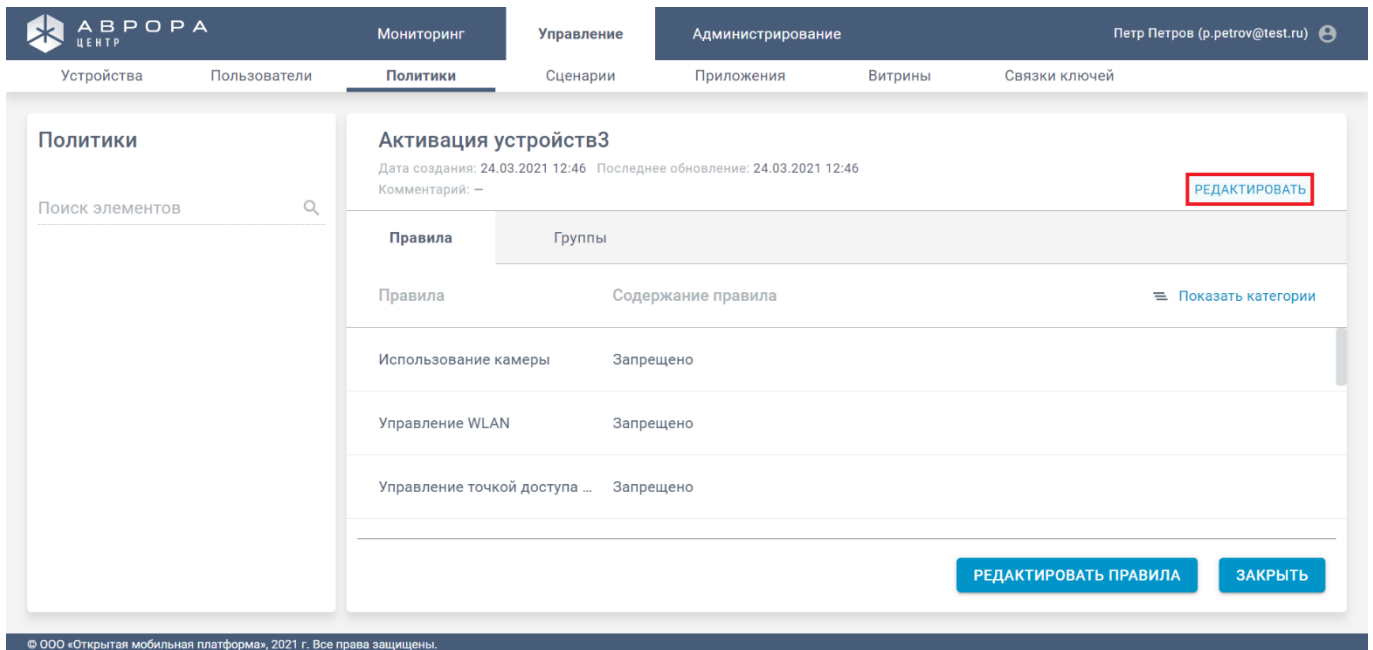 АВРОРА
ЦЕНТР
Мониторинг Управление Администрирование Петр Петров (p.petrov@test.ru)
Устройства Пользователи Политики Сценарии Приложения Витрины Связки ключей
Политики
Поиск элементов
Активация устройств3
Дата создания: 24.03.2021 12:46 Последнее обновление: 24.03.2021 12:46
Комментарий: —
РЕДАКТИРОВАТЬ
Правила Группы
Правила Содержание правила Показать категории
Использование камеры Запрещено
Управление WLAN Запрещено
Управление точкой доступа ... Запрещено
РЕДАКТИРОВАТЬ ПРАВИЛА ЗАКРЫТЬ
© ООО «Открытая мобильная платформа», 2021 г. Все права защищены.